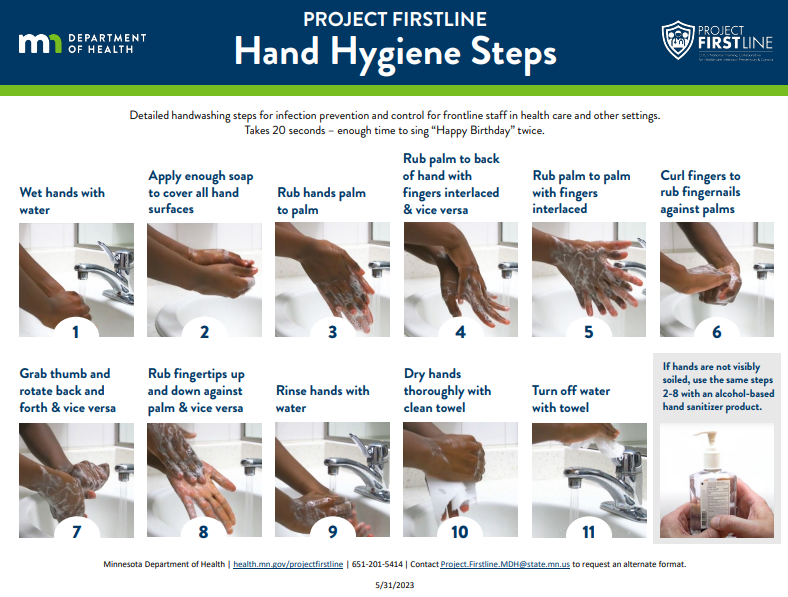 PROJECT FIRSTLINE
Hand Hygiene Steps
mn DEPARTMENT
OF HEALTH
PROJECT
FIRSTLINE
Detailed handwashing steps for infection prevention and control for frontline staff in health care and other settings.
Takes 20 seconds – enough time to sing “Happy Birthday” twice.
Wet hands with
water
1
Apply enough soap
to cover all hand
surfaces
2
Rub hands palm
to palm
3
Rub palm to back
of hand with
fingers interlaced
& vice versa
4
Rub palm to palm
with fingers
interlaced
5
Curl fingers to
rub fingernails
against palms
6
Grab thumb and
rotate back and
forth & vice versa
7
Rub fingertips up
and down against
palm & vice versa
8
Rinse hands with
water
9
Dry hands
thoroughly with
clean towel
10
Turn off water
with towel
11
If hands are not visibly
soiled, use the same steps
2-8 with an alcohol-based
hand sanitizer product.
Minnesota Department of Health | health.mn.gov/projectfirstline | 651-201-5414 | Contact Project.Firstline.MDH@state.mn.us to request an alternate format.
5/31/2023